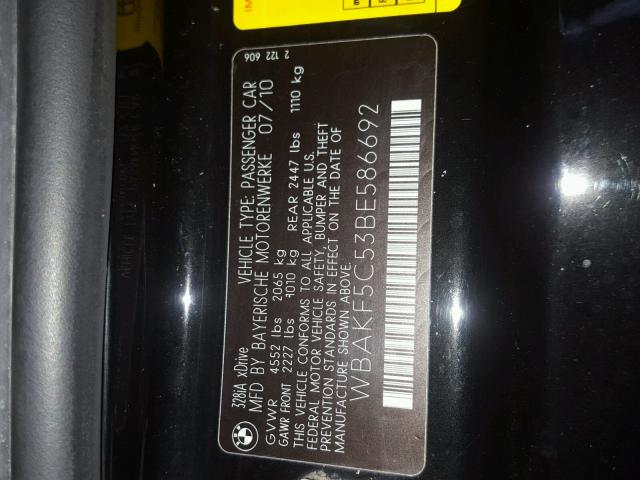 3281A xDrive
VEHICLE TYPE: PASSENGER CAR
2 122 606
MFD BY BAYERISCHE MOTORENWERKE 07/10
GVWR 4552 lbs 2065 kg
GAWR FRONT 2227 lbs 1010 kg REAR 2447 lbs 1110 kg
THIS VEHICLE CONFORMS TO ALL APPLICABLE U.S.
FEDERAL MOTOR VEHICLE SAFETY, BUMPER AND THEFT
PREVENTION STANDARDS IN EFFECT ON THE DATE OF
MANUFACTURE SHOWN ABOVE.
WBAKF5C53BE586692